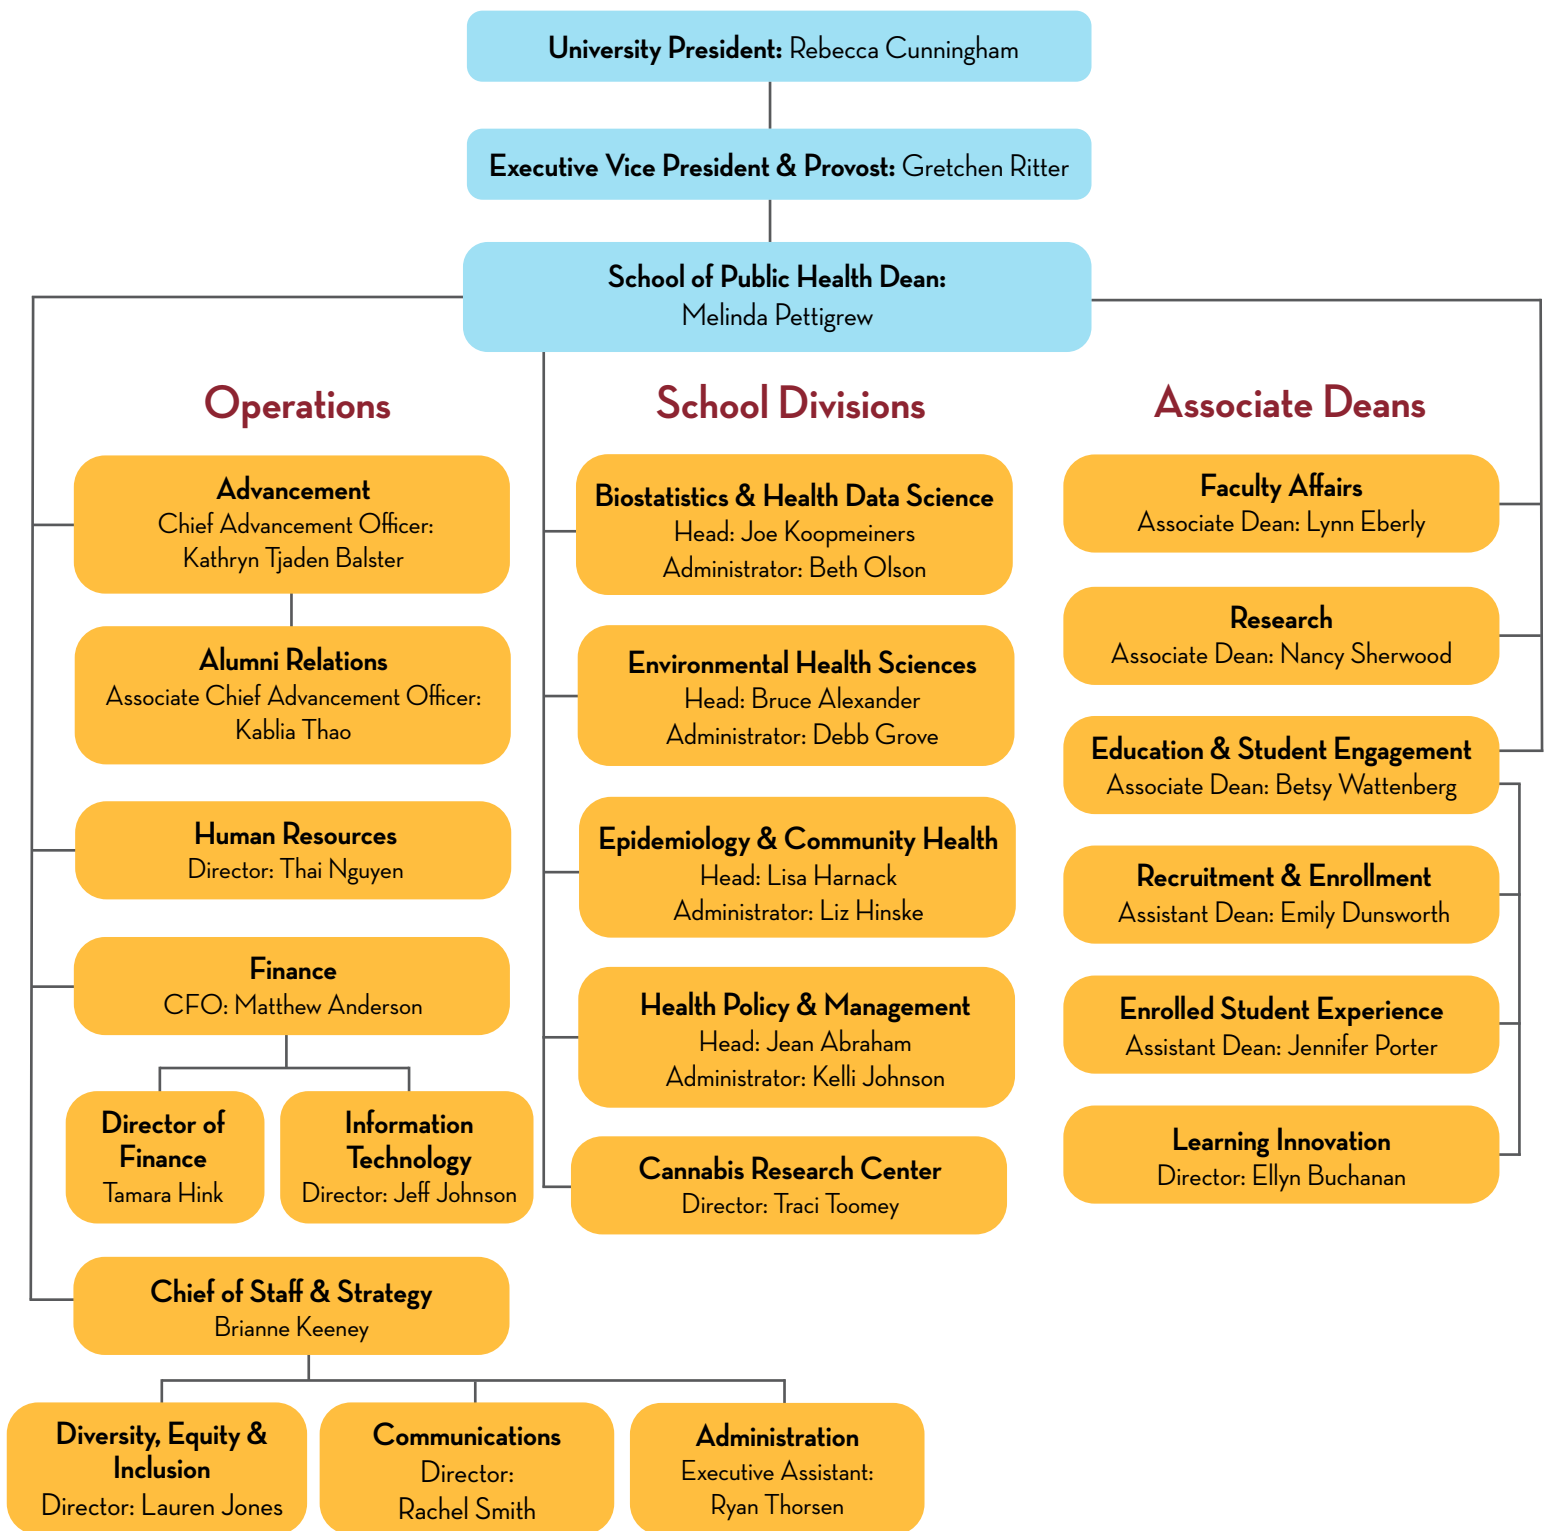 University President: Rebecca Cunningham
Executive Vice President & Provost: Gretchen Ritter
School of Public Health Dean:
Melinda Pettigrew
Operations
Advancement
Chief Advancement Officer:
Kathryn Tjaden Balster
Alumni Relations
Associate Chief Advancement Officer:
Kablia Thao
Human Resources
Director: Thai Nguyen
Finance
CFO: Matthew Anderson
Director of
Finance
Tamara Hink
Information
Technology
Director: Jeff Johnson
Chief of Staff & Strategy
Brianne Keeney
Diversity, Equity &
Inclusion
Director: Lauren Jones
Communications
Director:
Rachel Smith
Administration
Executive Assistant:
Ryan Thorsen
School Divisions
Biostatistics & Health Data Science
Head: Joe Koopmeiners
Administrator: Beth Olson
Environmental Health Sciences
Head: Bruce Alexander
Administrator: Debb Grove
Epidemiology & Community Health
Head: Lisa Harnack
Administrator: Liz Hinske
Health Policy & Management
Head: Jean Abraham
Administrator: Kelli Johnson
Cannabis Research Center
Director: Traci Toomey
Associate Deans
Faculty Affairs
Associate Dean: Lynn Eberly
Research
Associate Dean: Nancy Sherwood
Education & Student Engagement
Associate Dean: Betsy Wattenberg
Recruitment & Enrollment
Assistant Dean: Emily Dunsworth
Enrolled Student Experience
Assistant Dean: Jennifer Porter
Learning Innovation
Director: Ellyn Buchanan